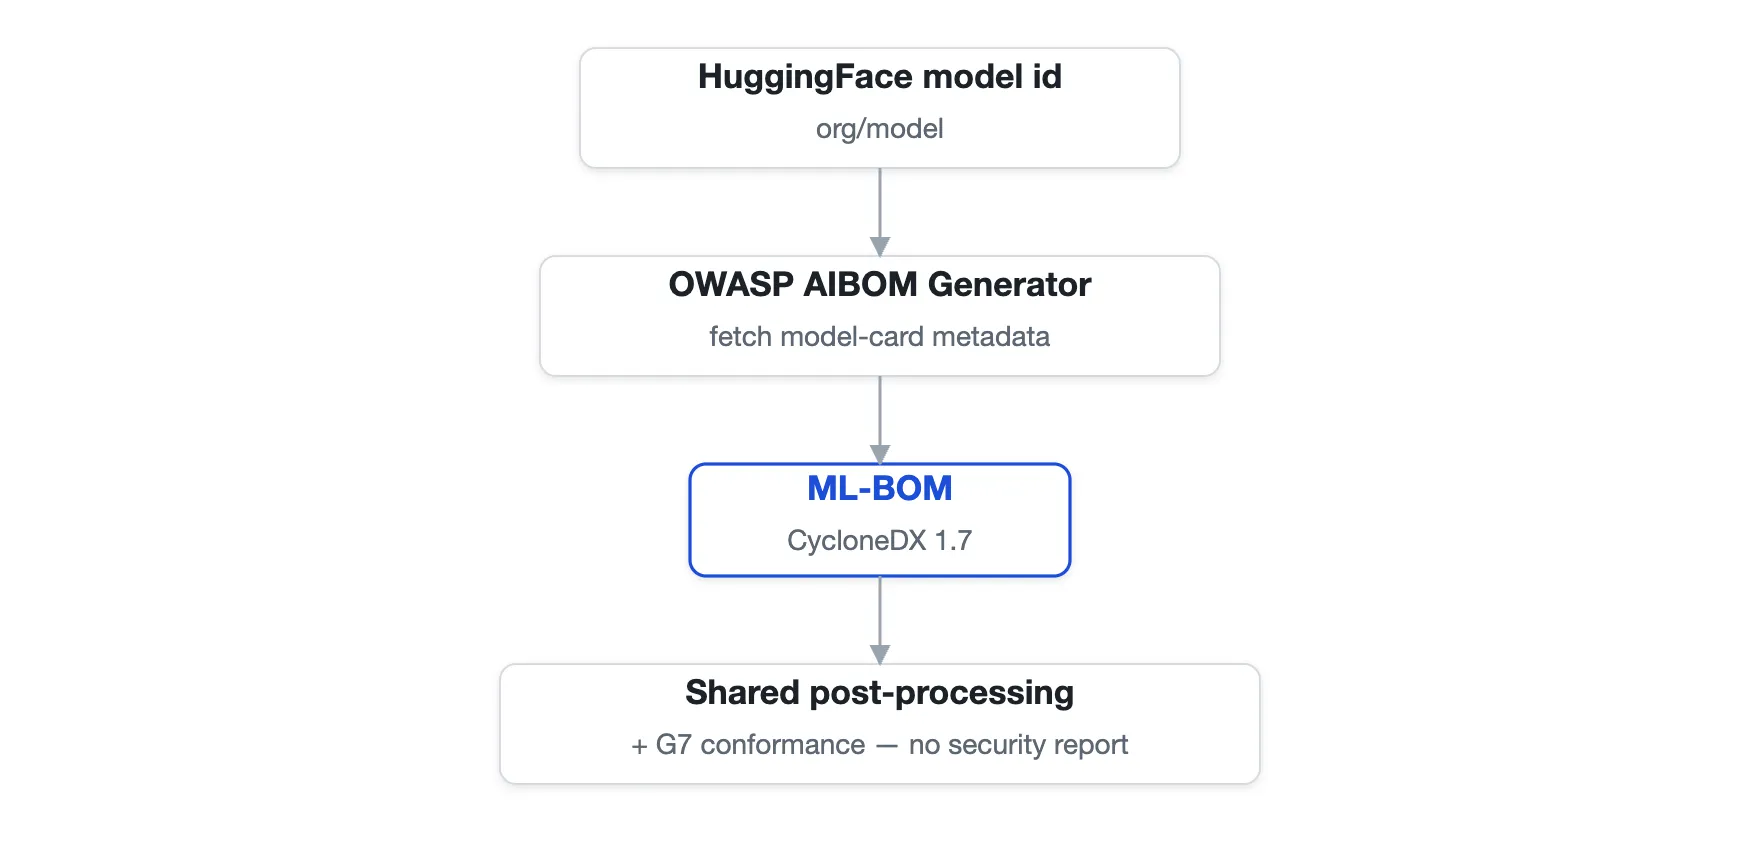 HuggingFace model id
org/model
OWASP AIBOM Generator
fetch model-card metadata
ML-BOM
CycloneDX 1.7
Shared post-processing
+ G7 conformance — no security report